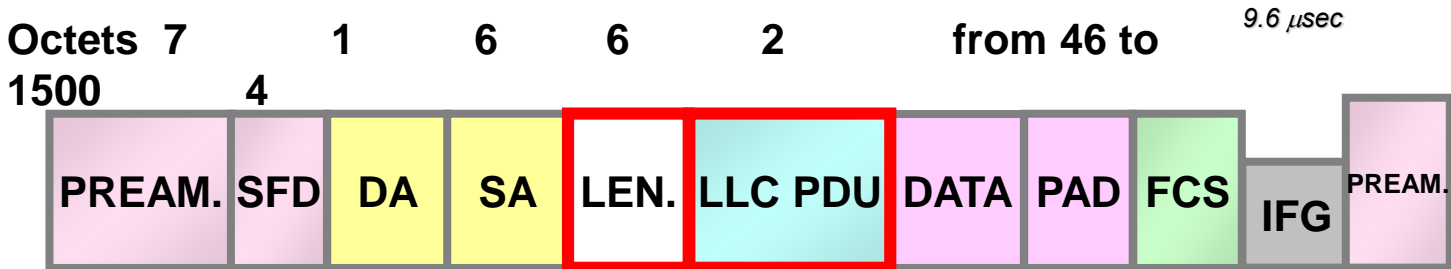 9.6 μsec
Octets 7 1 6 6 2 from 46 to
1500 4
PREAM. SFD DA SA LEN. LLC PDU DATA PAD FCS IFG PREAM.